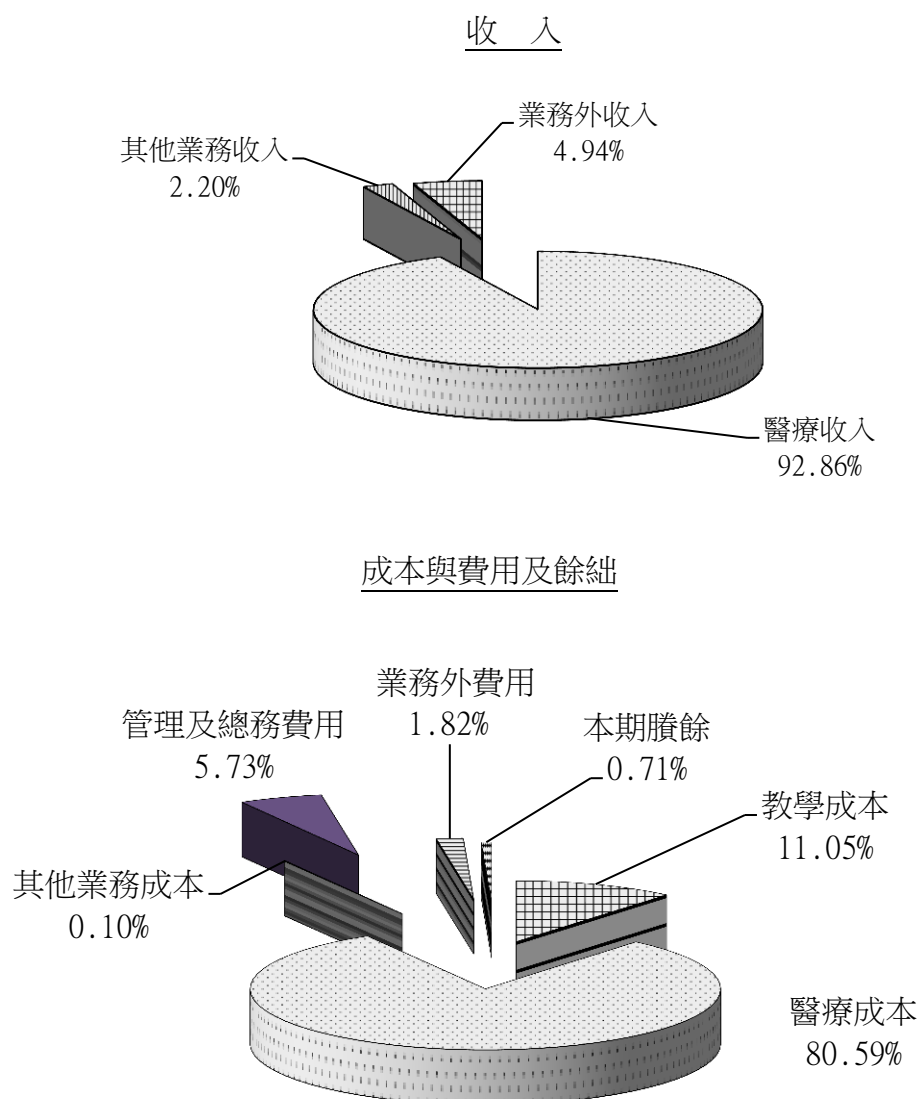 收 入
業務外收入
4.94%
其他業務收入
2.20%
醫療收入
92.86%
成本與費用及餘絀
業務外費用
1.82%
管理及總務費用
5.73%
本期賸餘
0.71%
教學成本
11.05%
其他業務成本
0.10%
醫療成本
80.59%